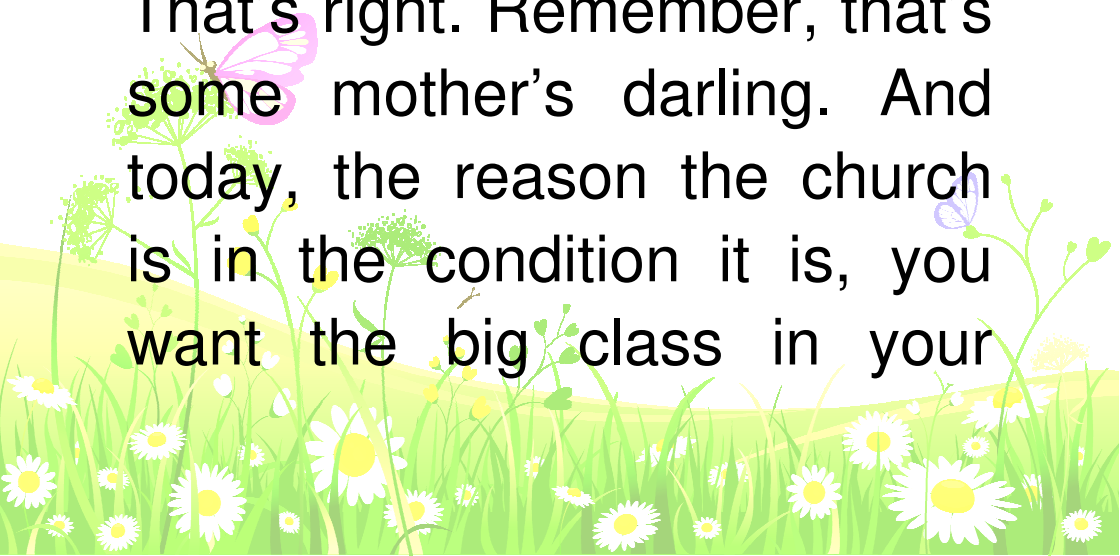 That’s right. Remember, that’s
some mother’s darling. And
today, the reason the church
is in the condition it is, you
want the big class in your